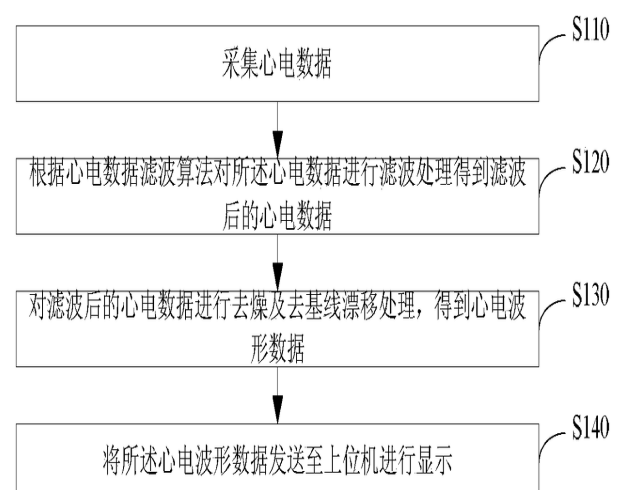 S110
采集心电数据
S120
根据心电数据滤波算法对所述心电数据进行滤波处理得到滤波
后的心电数据
S130
对滤波后的心电数据进行去燥及去基线漂移处理，得到心电波
形数据
S140
将所述心电波形数据发送至上位机进行显示